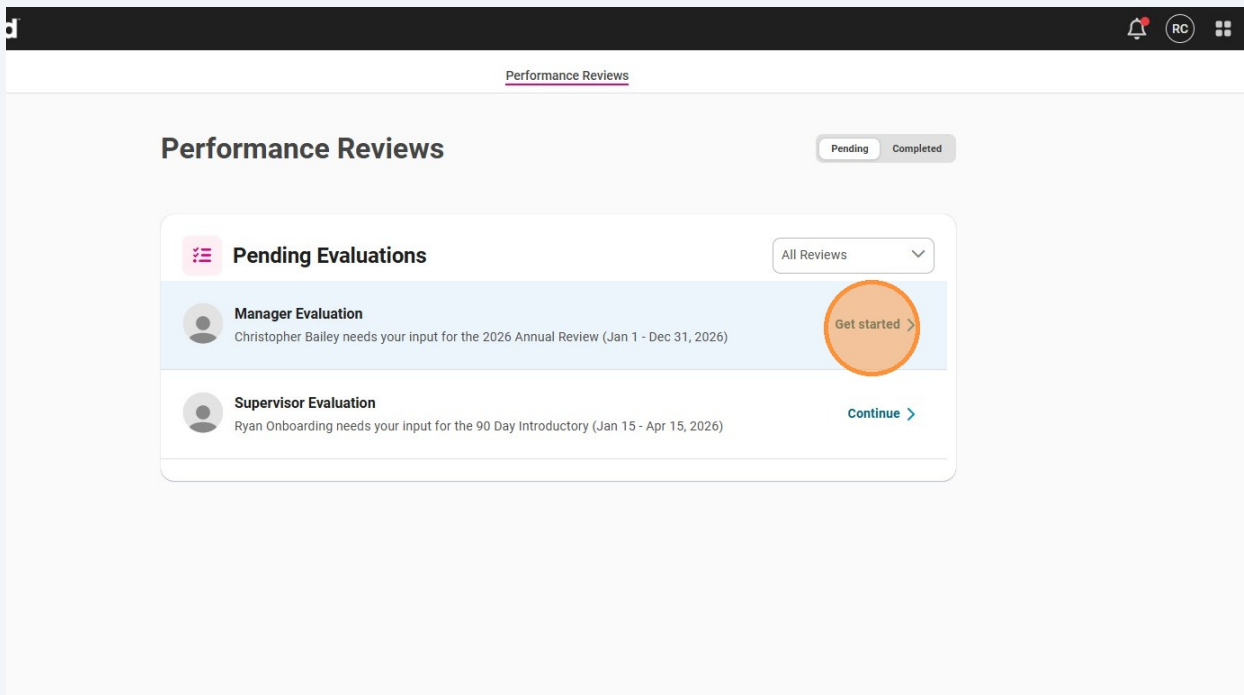 d
RC
Performance Reviews
Performance Reviews
Pending
Completed
Pending Evaluations
All Reviews
Manager Evaluation
Christopher Bailey needs your input for the 2026 Annual Review (Jan 1 - Dec 31, 2026)
Get started
Supervisor Evaluation
Ryan Onboarding needs your input for the 90 Day Introductory (Jan 15 - Apr 15, 2026)
Continue